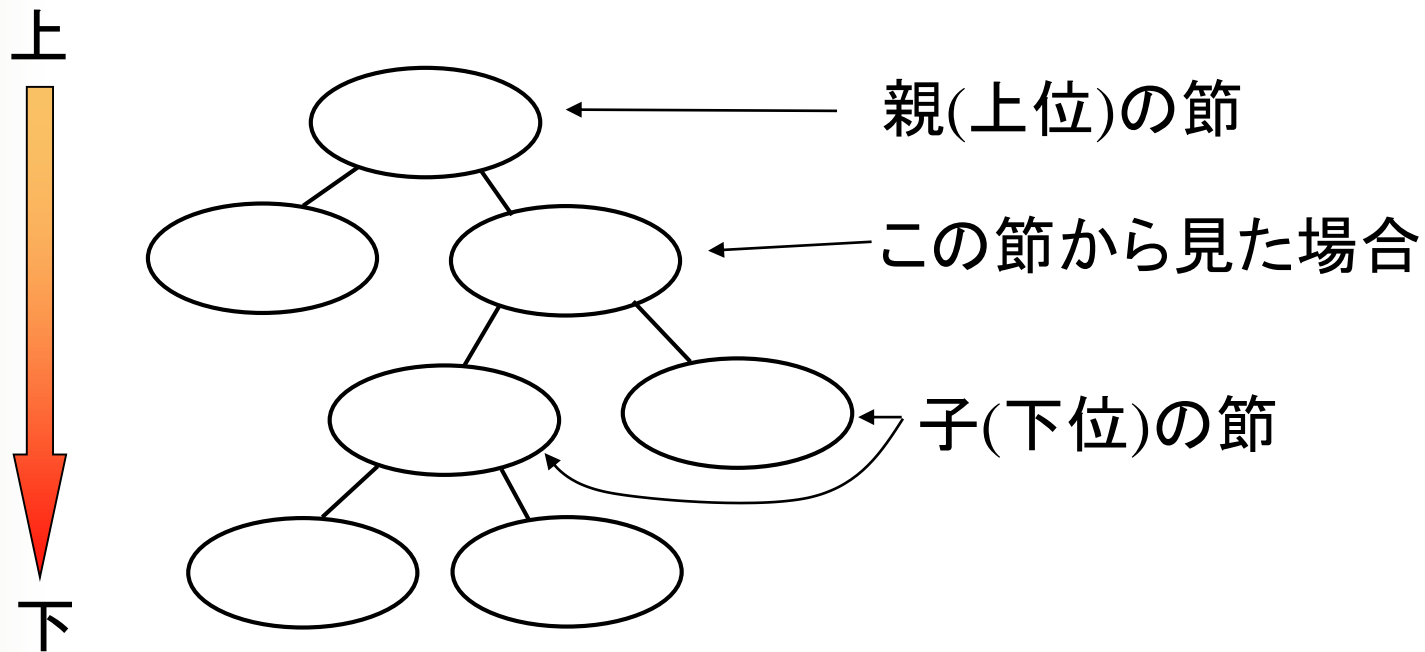 上
親(上位)の節
この節から見た場合
子(下位)の節
下